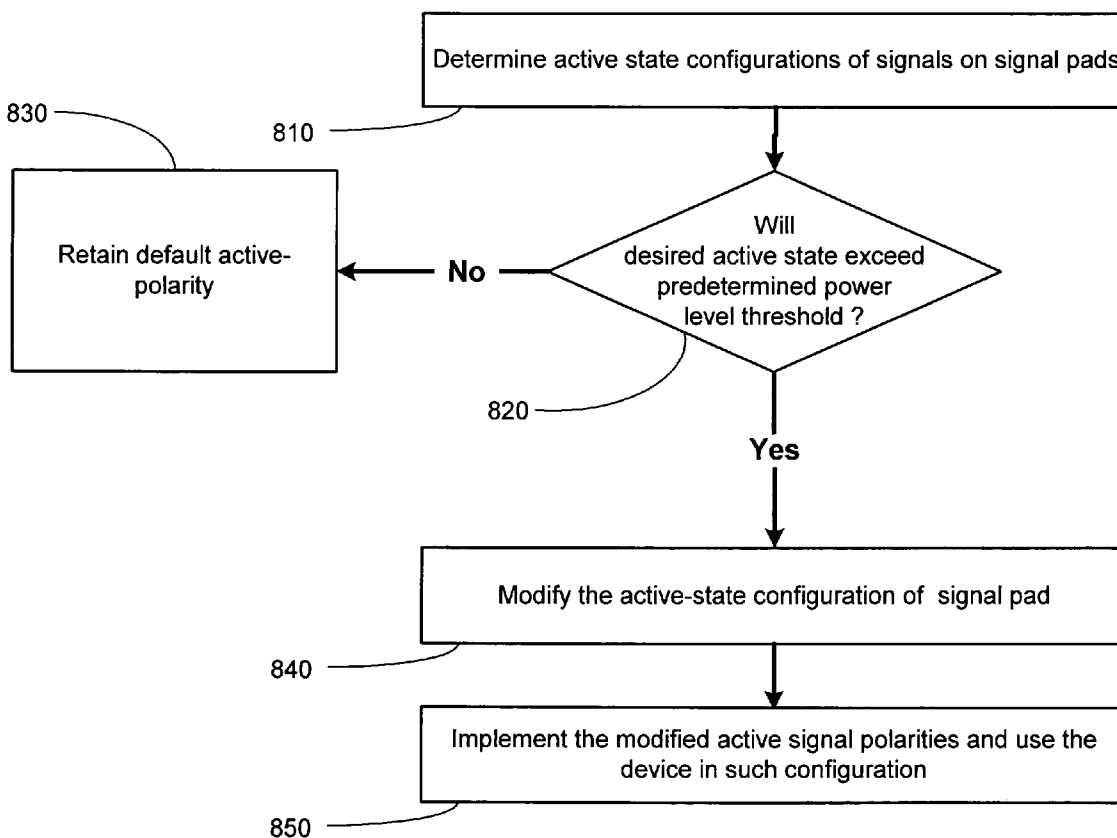 Determine active state configurations of signals on signal pads
810
830
Retain default active-
polarity
No
Will
desired active state exceed
predetermined power
level threshold ?
820
Yes
Modify the active-state configuration of signal pad
840
Implement the modified active signal polarities and use the
device in such configuration
850